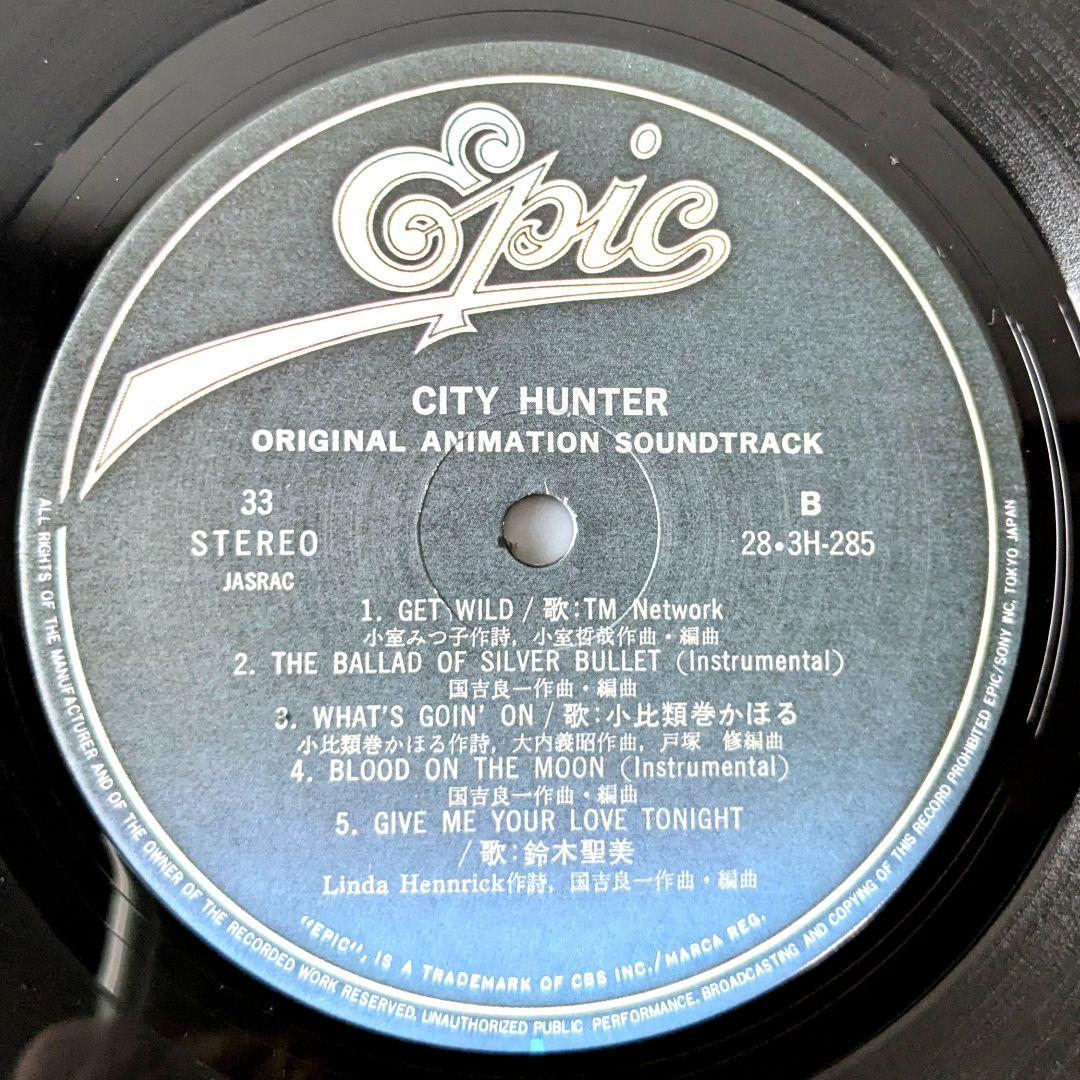 Epic
CITY HUNTER
ORIGINAL ANIMATION SOUNDTRACK
33
STEREO
JASRAC
B
28•3H-285
1. GET WILD / 歌:TM Network
小室みつ子作詩, 小室哲哉作曲・編曲
2. THE BALLAD OF SILVER BULLET (Instrumental)
国吉良一作曲・編曲
3. WHAT'S GOIN' ON / 歌:小比類巻かほる
小比類巻かほる作詩, 大内義昭作曲, 戸塚 修編曲
4. BLOOD ON THE MOON (Instrumental)
国吉良一作曲・編曲
5. GIVE ME YOUR LOVE TONIGHT
/ 歌:鈴木聖美
Linda Hennrick作詩, 国吉良一作曲・編曲
"EPIC", IS A TRADEMARK OF CBS INC./MARCA REG.
ALL RIGHTS OF THE MANUFACTURER AND OF THE OWNER OF THE RECORDED WORK RESERVED. UNAUTHORIZED PUBLIC PERFORMANCE, BROADCASTING AND COPYING OF THIS RECORD PROHIBITED EPIC/SONY INC, TOKYO JAPAN